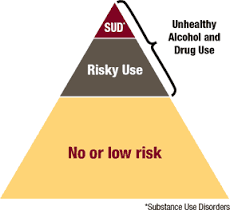 SUD*
Unhealthy
Alcohol and
Drug Use
Risky Use
No or low risk
*Substance Use Disorders